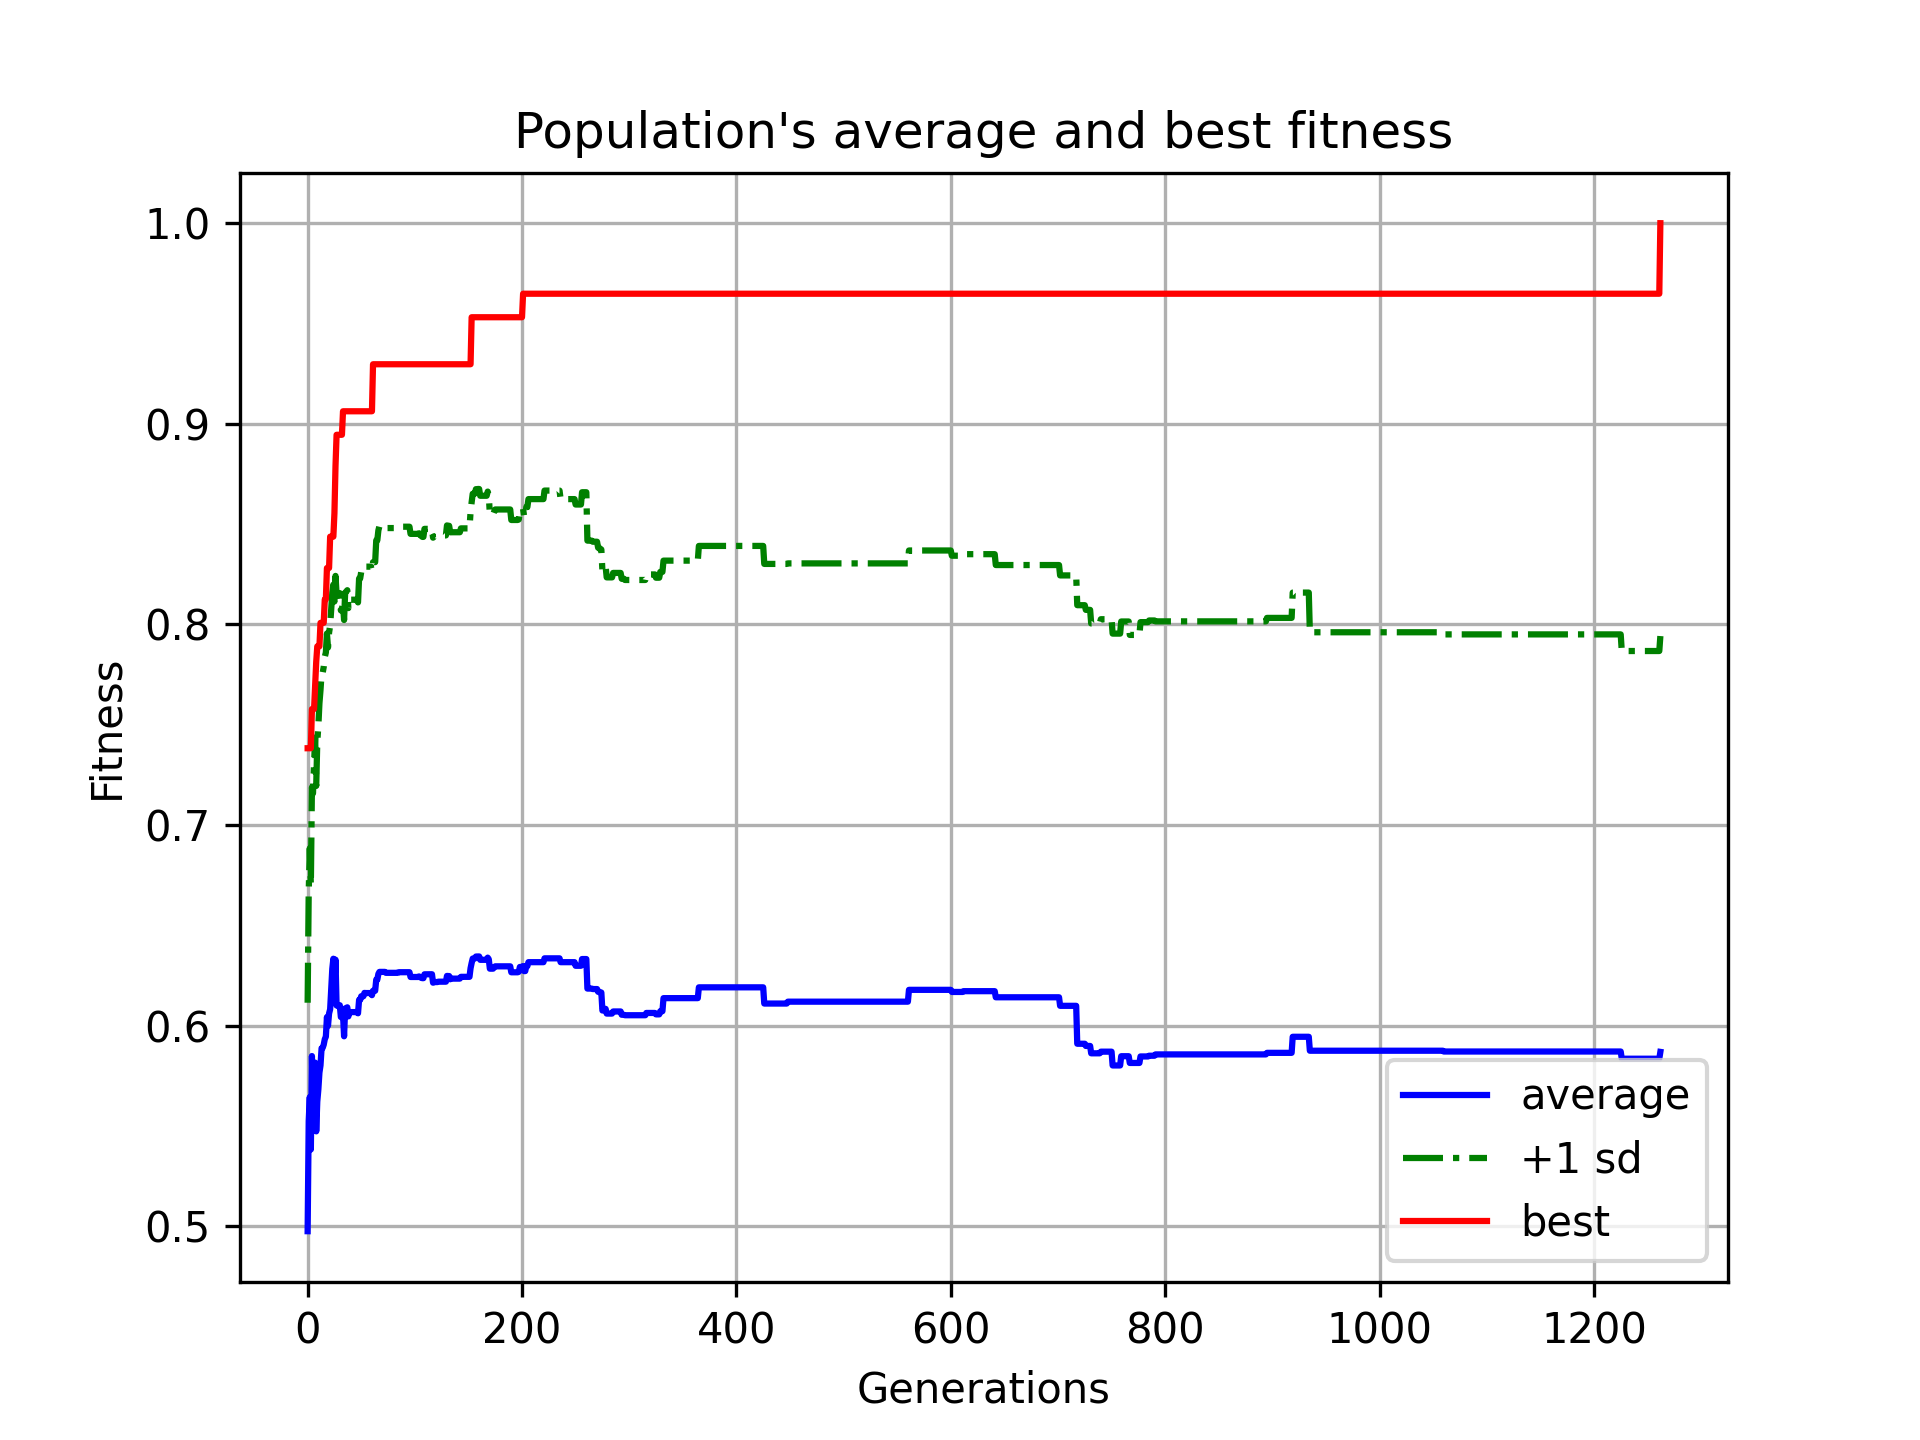 Population's average and best fitness
1.0
0.9
0.8
0.7
0.6
0.5
Fitness
0 200 400 600 800 1000 1200
Generations
average
+1 sd
best